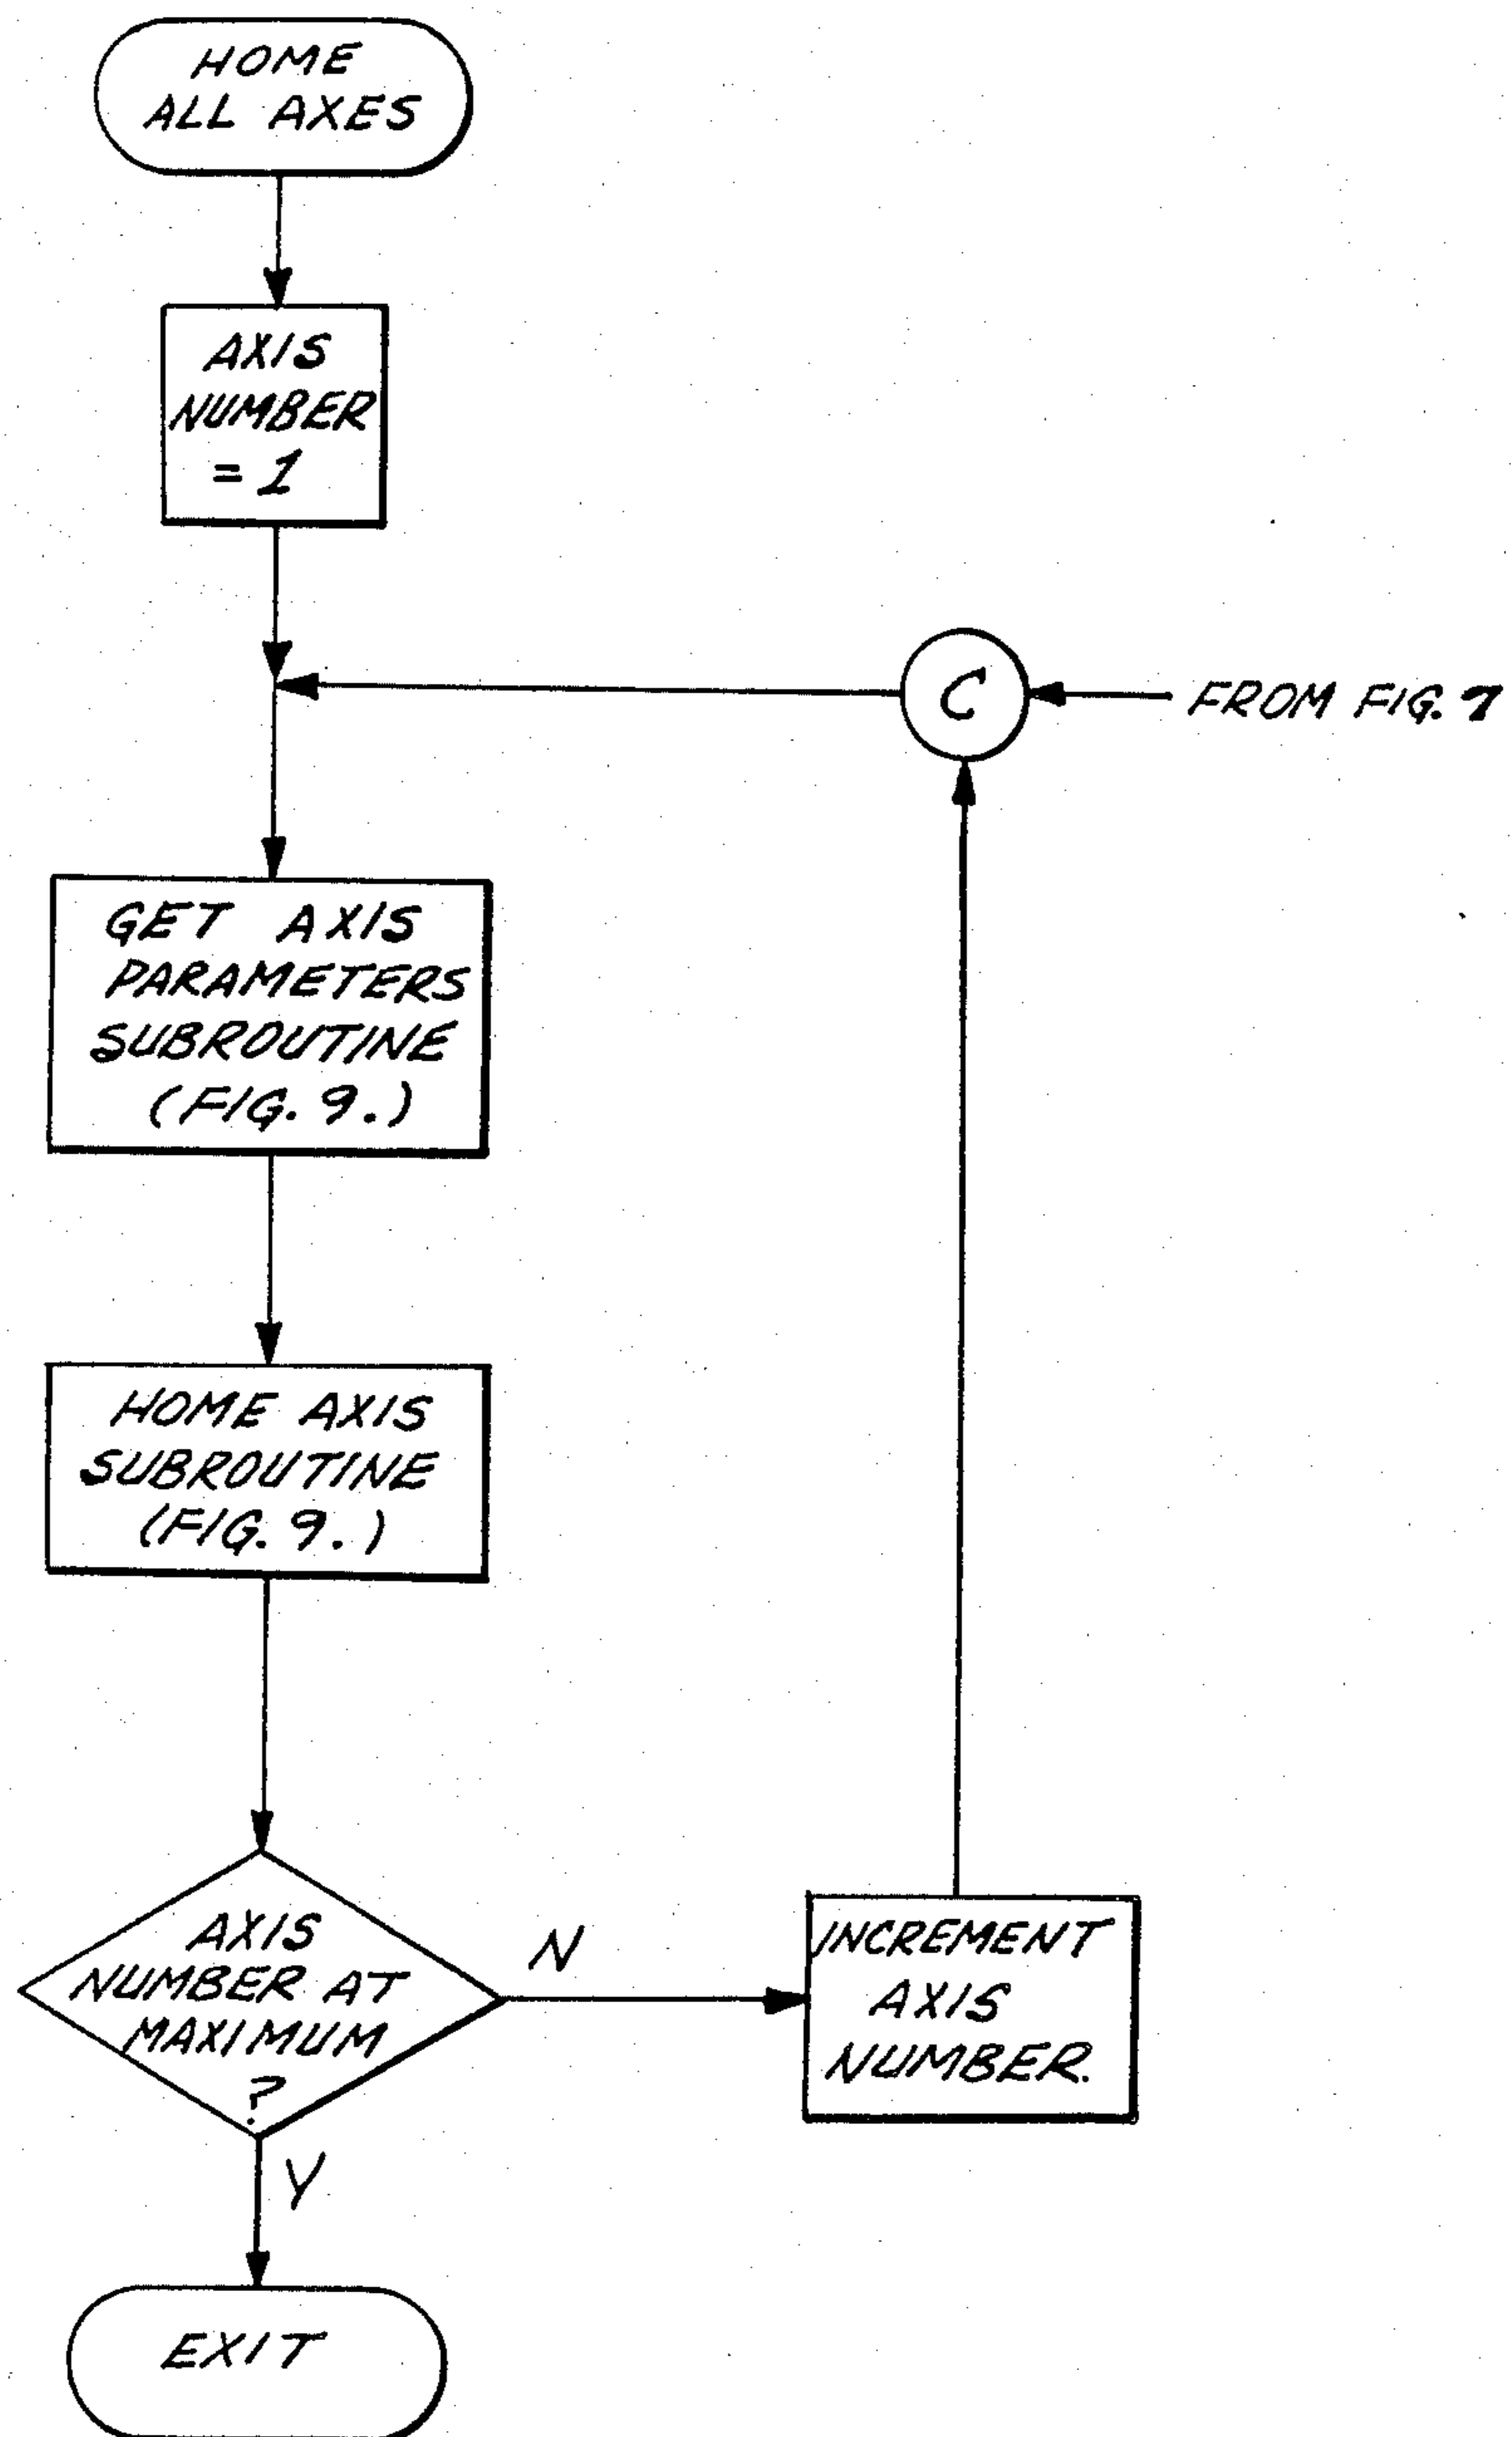 HOME
ALL AXES
AXIS
NUMBER
= 1
C
FROM FIG. 7
GET AXIS
PARAMETERS
SUBROUTINE
(FIG. 9.)
HOME AXIS
SUBROUTINE
(FIG. 9.)
AXIS
NUMBER AT
MAXIMUM
?
N
INCREMENT
AXIS
NUMBER.
Y
EXIT